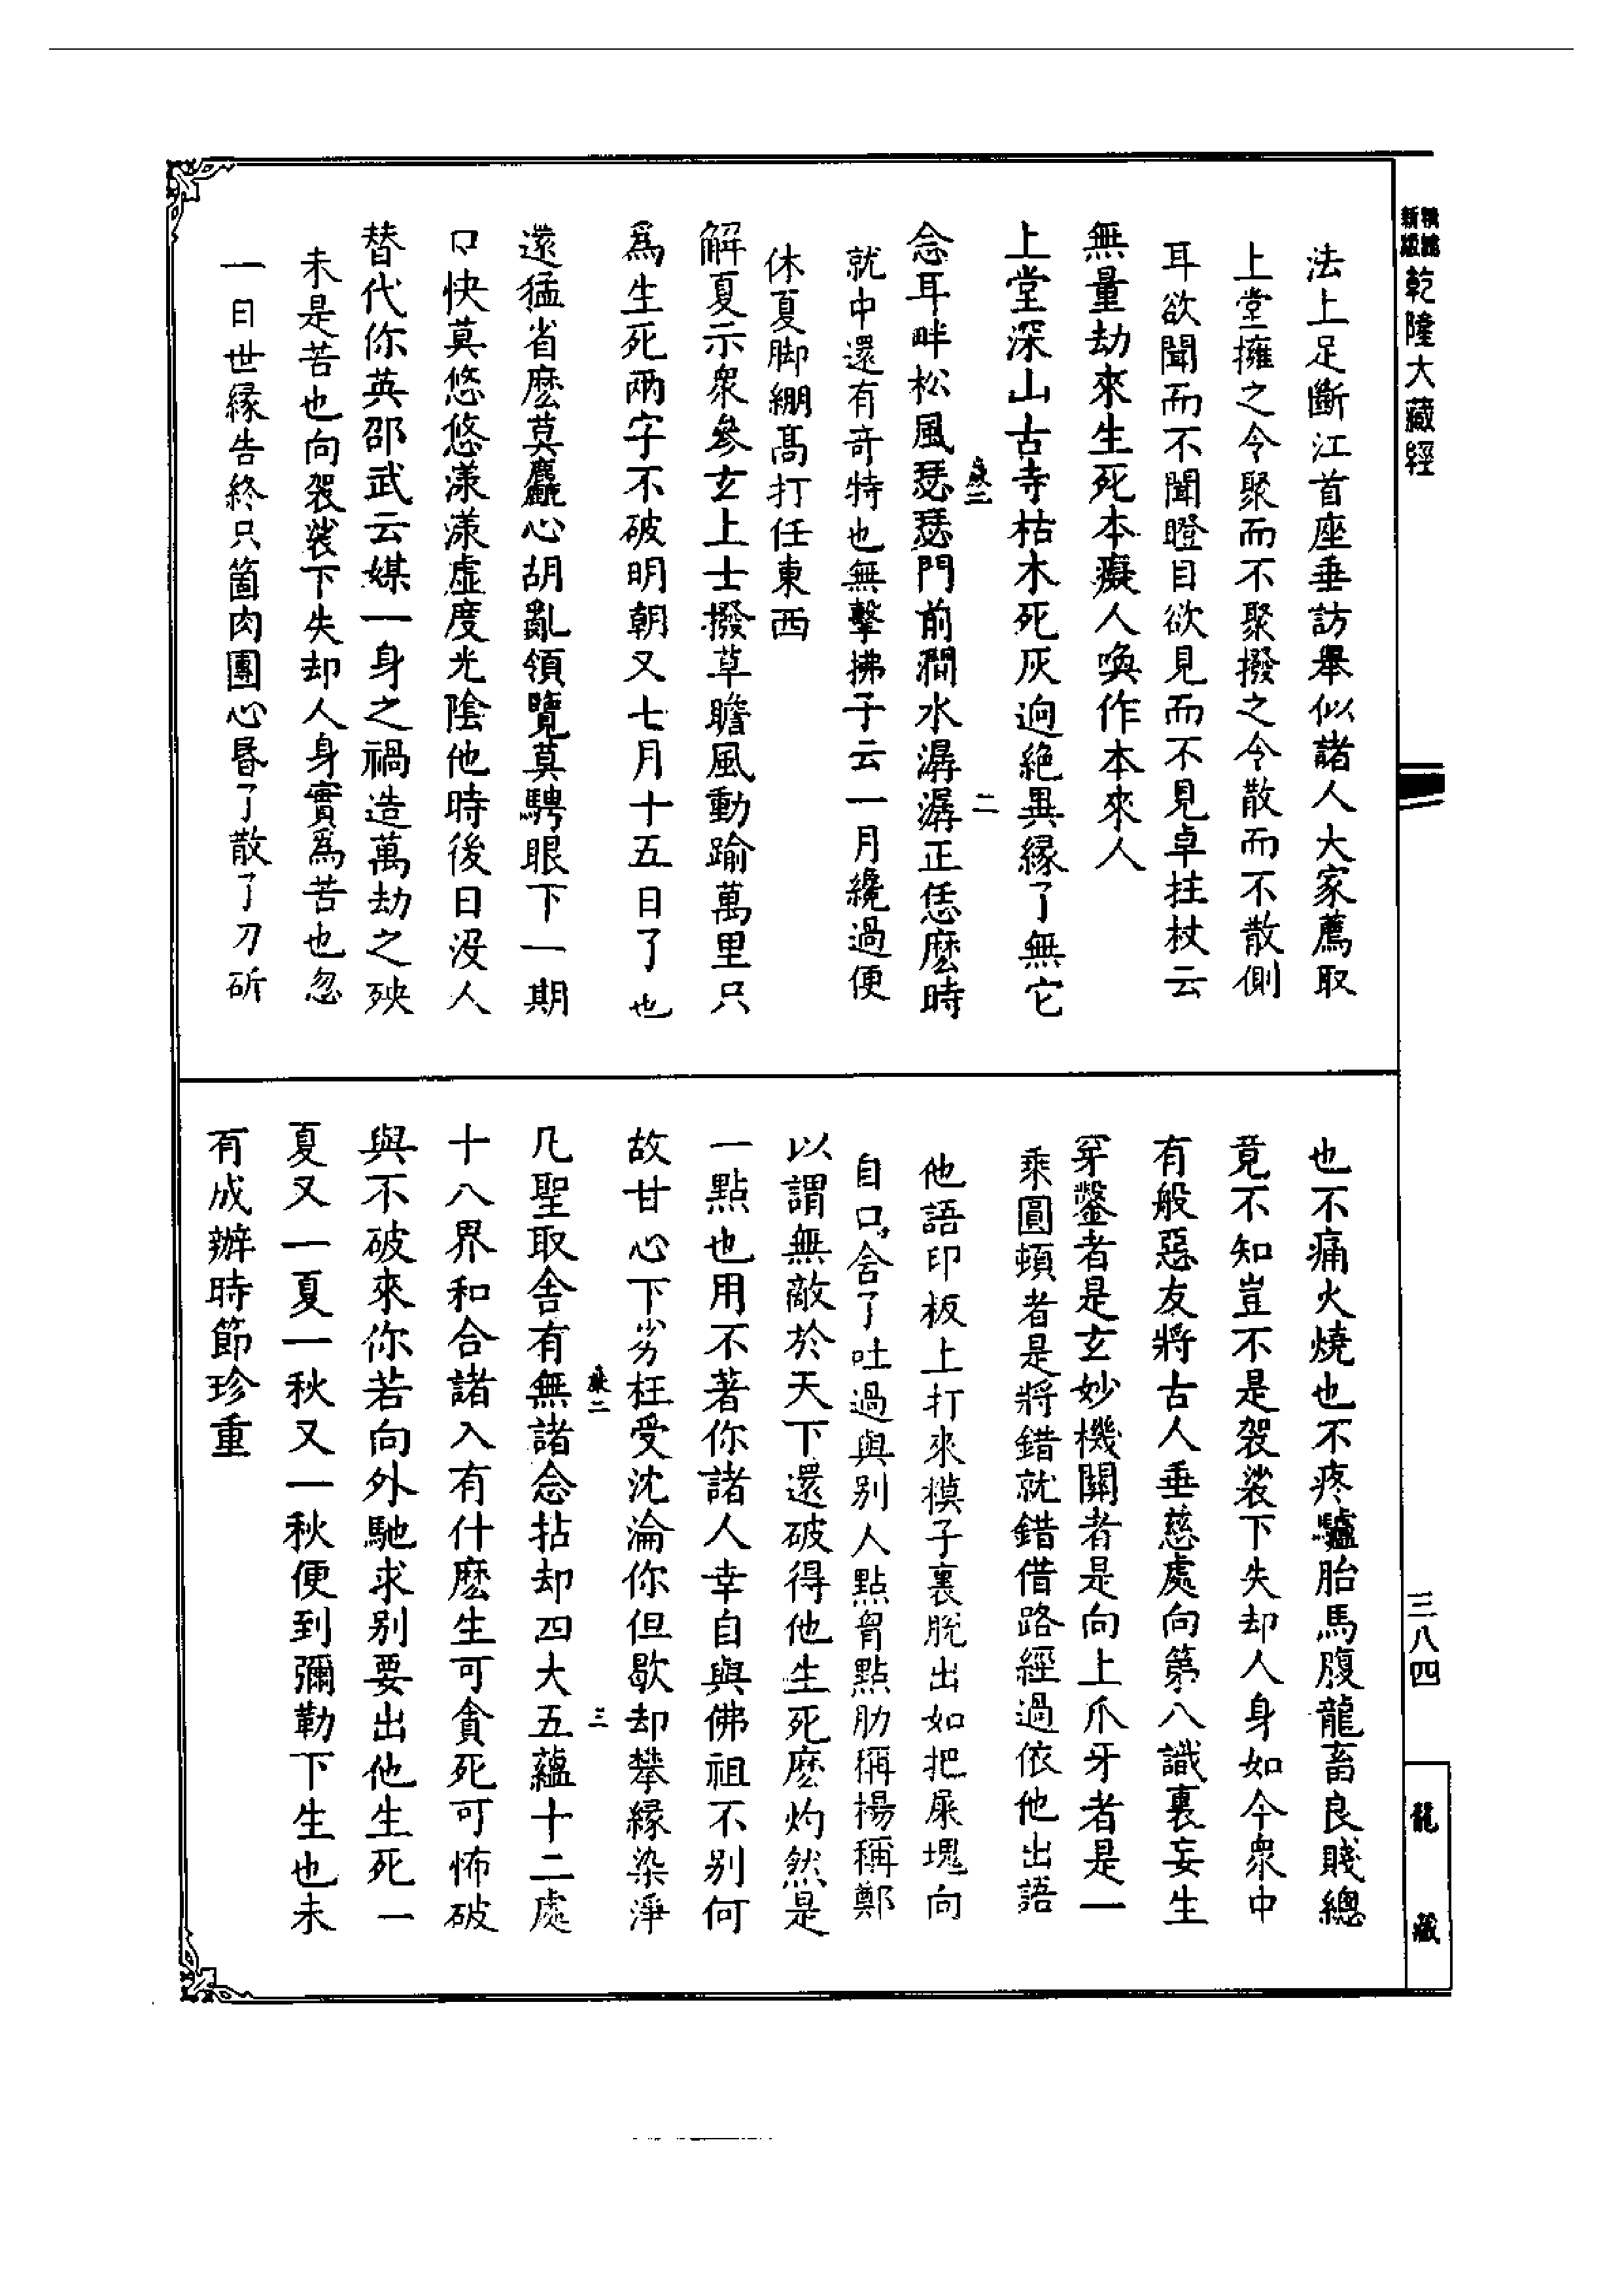 乾隆大藏經
法上足斷江首座垂訪舉似諸人大家薦取
上堂擁之令聚而不聚撥之令散而不散側
耳欲聞而不聞瞪目欲見而不見卓拄杖云
無量劫來生死本癡人喚作本來人
上堂深山古寺枯木死灰迥絶異縁了無它
二
念耳畔松風瑟瑟門前澗水潺潺正恁麽時
就中還有奇特也無擊拂子云一月纔過便
休夏脚綳髙打任東西
解夏示衆參玄上士撥草瞻風動踰萬里只
爲生死兩字不破明朝又七月十五日了也
還猛省麽莫麤心胡亂領覽莫騁眼下一期
口快莫悠悠漾漾虛度光陰他時後日没人
替代你英邵武云媒一身之禍造萬劫之殃
未是苦也向袈裟下失却人身實爲苦也忽
一日世縁告終只箇肉團心昬了散了刀斫
也不痛火燒也不疼驢胎馬腹龍畜良賤總
竟不知豈不是袈裟下失却人身如今衆中
有般惡友將古人垂慈處向第八識裏妄生
穿鑿者是玄妙機關者是向上爪牙者是一
乘圓頓者是將錯就錯借路經過依他出語
他語印板上打來模子裏脫出如把屎塊向
自口含了吐過與别人點胷點肋稱楊稱鄭
以謂無敵於天下還破得他生死麽灼然是
一點也用不著你諸人幸自與佛祖不别何
故甘心下劣枉受沈淪你但歇却攀縁染淨
三
凡聖取舍有無諸念拈却四大五蘊十二處
十八界和合諸入有什麽生可貪死可怖破
與不破來你若向外馳求别要出他生死一
夏又一夏一秋又一秋便到彌勒下生也未
有成辦時節珍重
三八四
龍藏